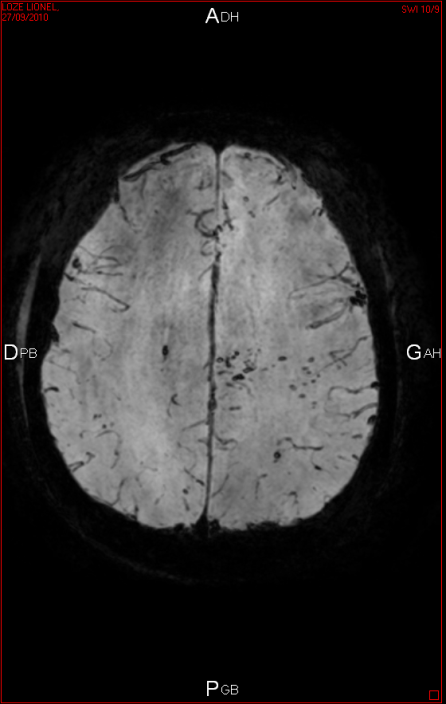 LOZE LIONEL;
27/09/2010
ADH
SWI 10/9
DPB
GAH
PGB